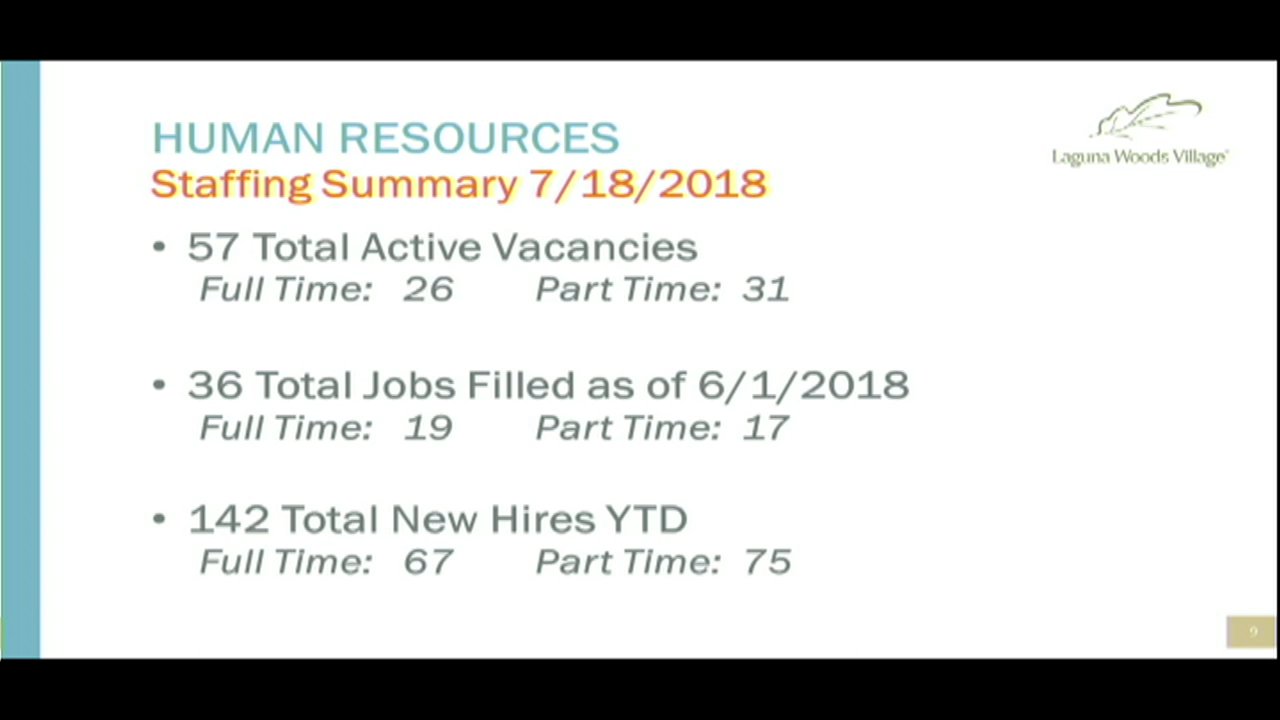 HUMAN RESOURCES
Laguna Woods Village
Staffing Summary 7/18/2018
• 57 Total Active Vacancies
Full Time: 26 Part Time: 31
• 36 Total Jobs Filled as of 6/1/2018
Full Time: 19 Part Time: 17
• 142 Total New Hires YTD
Full Time: 67 Part Time: 75
9